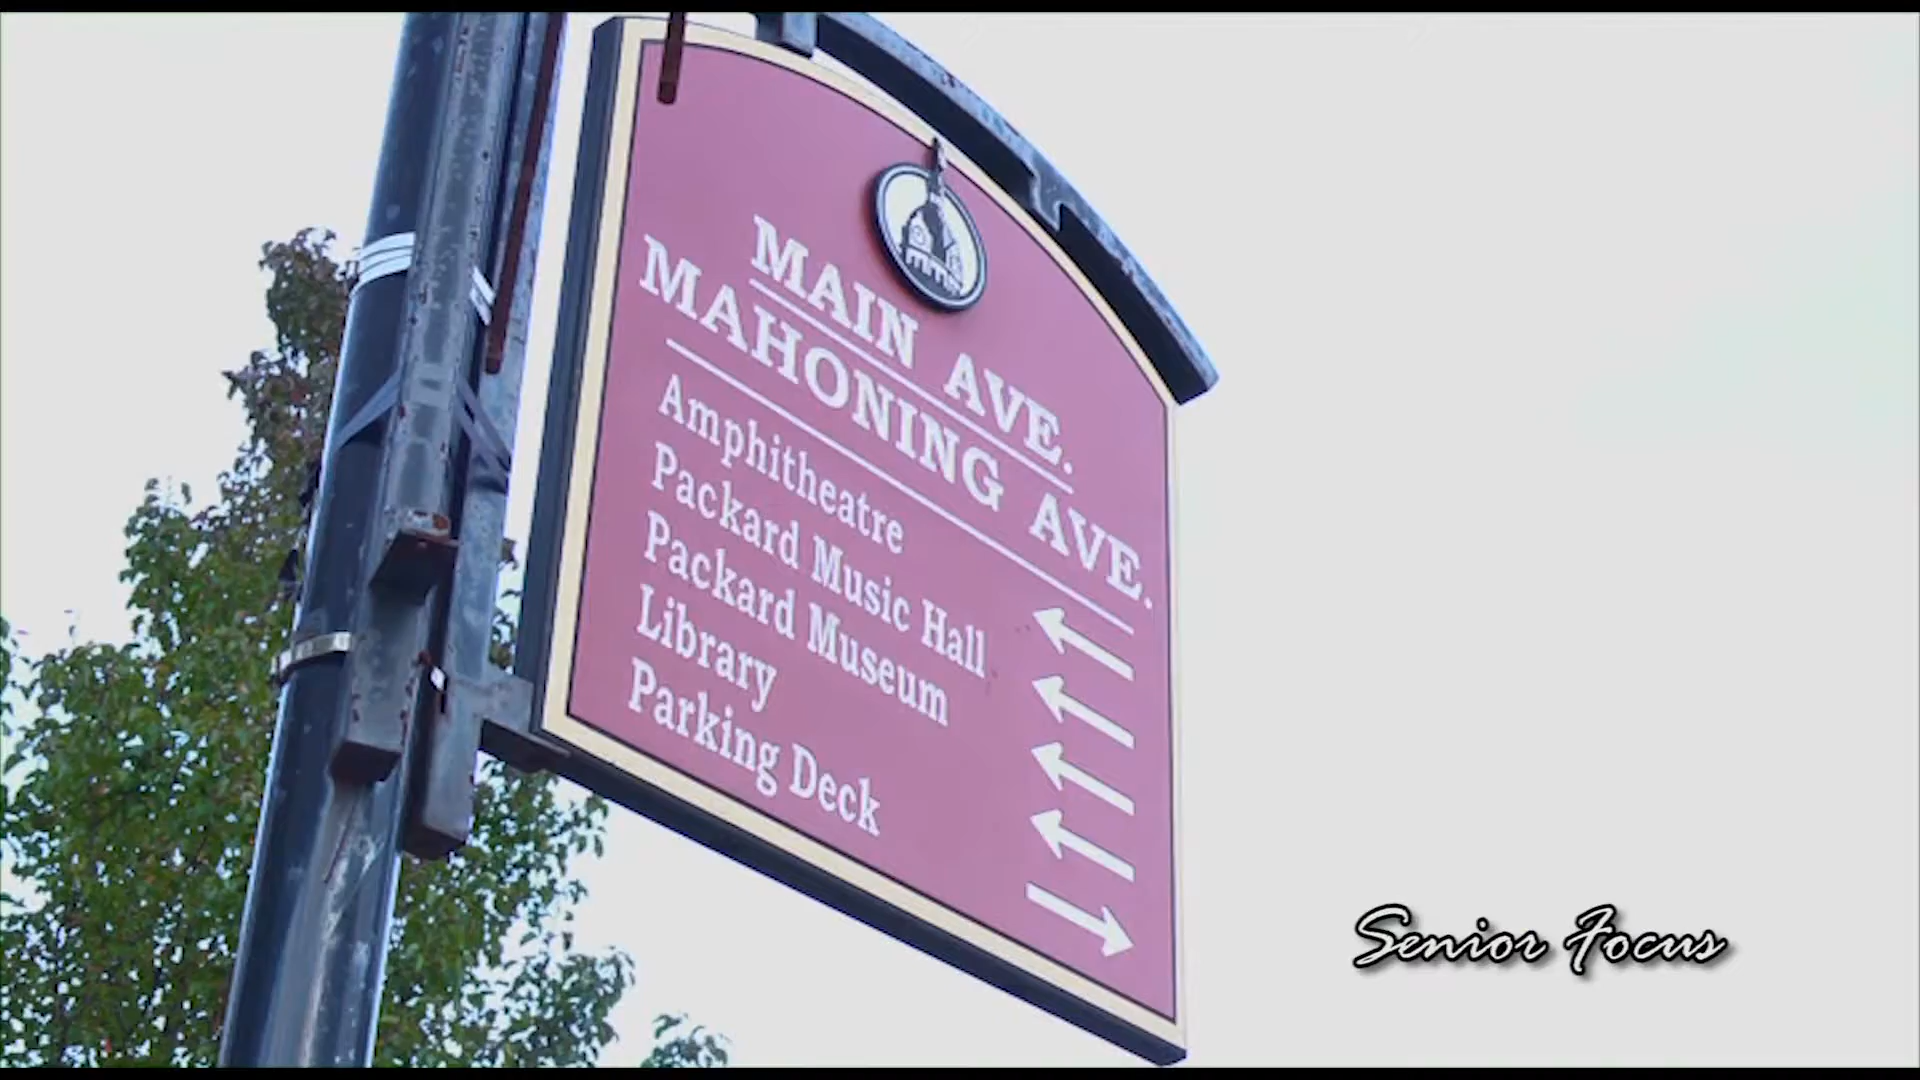 MAIN AVE.
MAHONING AVE.
Amphitheatre
Packard Music Hall
Packard Museum
Library
Parking Deck
Senior Focus